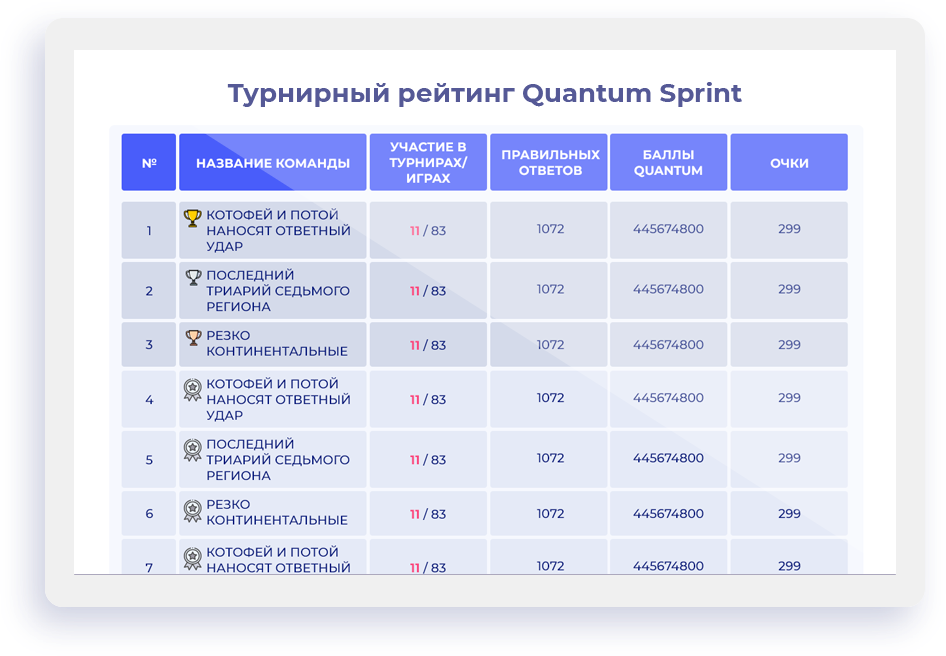 Турнирный рейтинг Quantum Sprint
№ НАЗВАНИЕ КОМАНДЫ УЧАСТИЕ В ТУРНИРАХ/ ИГРАХ ПРАВИЛЬНЫХ ОТВЕТОВ БАЛЛЫ QUANTUM ОЧКИ
1 КОТОФЕЙ И ПОТОЙ НАНОСЯТ ОТВЕТНЫЙ УДАР 11 / 83 1072 445674800 299
2 ПОСЛЕДНИЙ ТРИАРИЙ СЕДЬМОГО РЕГИОНА 11 / 83 1072 445674800 299
3 РЕЗКО КОНТИНЕНТАЛЬНЫЕ 11 / 83 1072 445674800 299
4 КОТОФЕЙ И ПОТОЙ НАНОСЯТ ОТВЕТНЫЙ УДАР 11 / 83 1072 445674800 299
5 ПОСЛЕДНИЙ ТРИАРИЙ СЕДЬМОГО РЕГИОНА 11 / 83 1072 445674800 299
6 РЕЗКО КОНТИНЕНТАЛЬНЫЕ 11 / 83 1072 445674800 299
7 КОТОФЕЙ И ПОТОЙ НАНОСЯТ ОТВЕТНЫЙ 11 / 83 1072 445674800 299